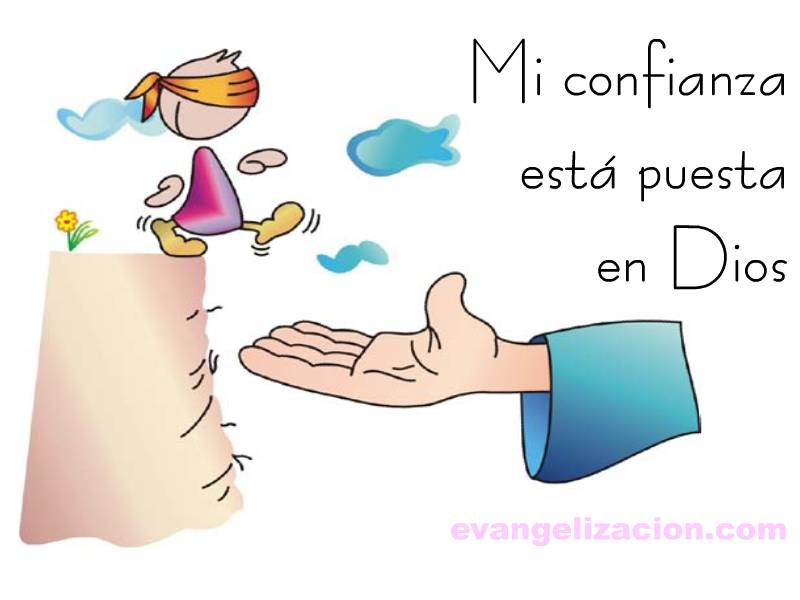 Mi confianza
está puesta
en Dios
evangelizacion.com